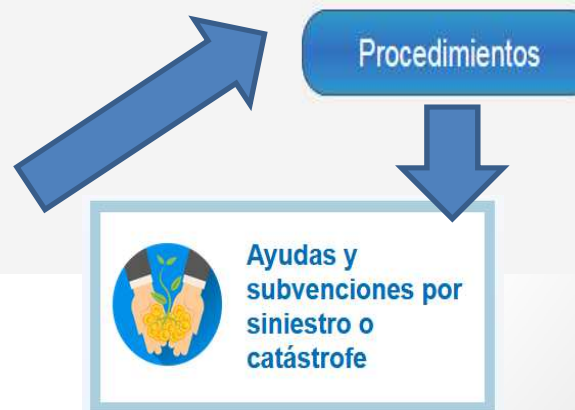 Procedimientos
Ayudas y
subvenciones por
siniestro o
catástrofe